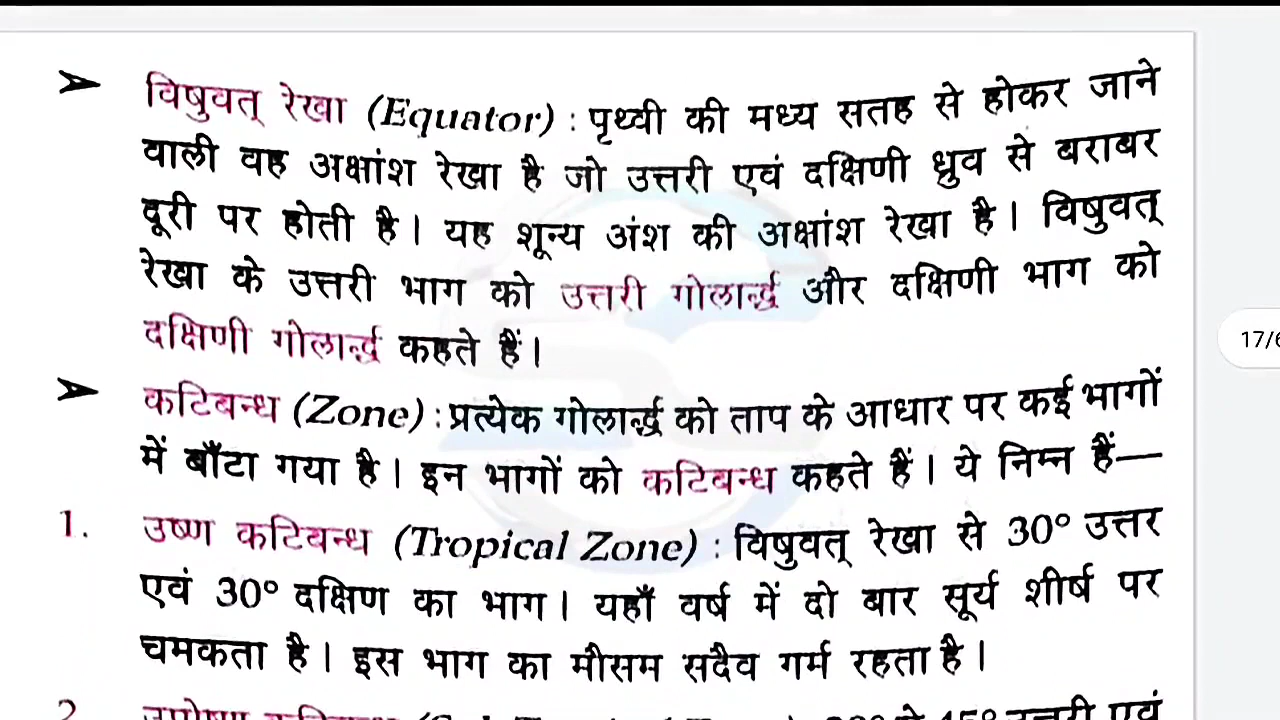 ➢ विषुवत् रेखा (Equator) : पृथ्वी की मध्य सतह से होकर जाने
वाली वह अक्षांश रेखा है जो उत्तरी एवं दक्षिणी ध्रुव से बराबर
दूरी पर होती है। यह शून्य अंश की अक्षांश रेखा है। विषुवत्
रेखा के उत्तरी भाग को उत्तरी गोलार्द्ध और दक्षिणी भाग को
दक्षिणी गोलार्द्ध कहते हैं।
17/6
➢ कटिबन्ध (Zone) : प्रत्येक गोलार्द्ध को ताप के आधार पर कई भागों
में बाँटा गया है। इन भागों को कटिबन्ध कहते हैं। ये निम्न हैं—
1. उष्ण कटिबन्ध (Tropical Zone) : विषुवत् रेखा से 30° उत्तर
एवं 30° दक्षिण का भाग। यहाँ वर्ष में दो बार सूर्य शीर्ष पर
चमकता है। इस भाग का मौसम सदैव गर्म रहता है।
2.